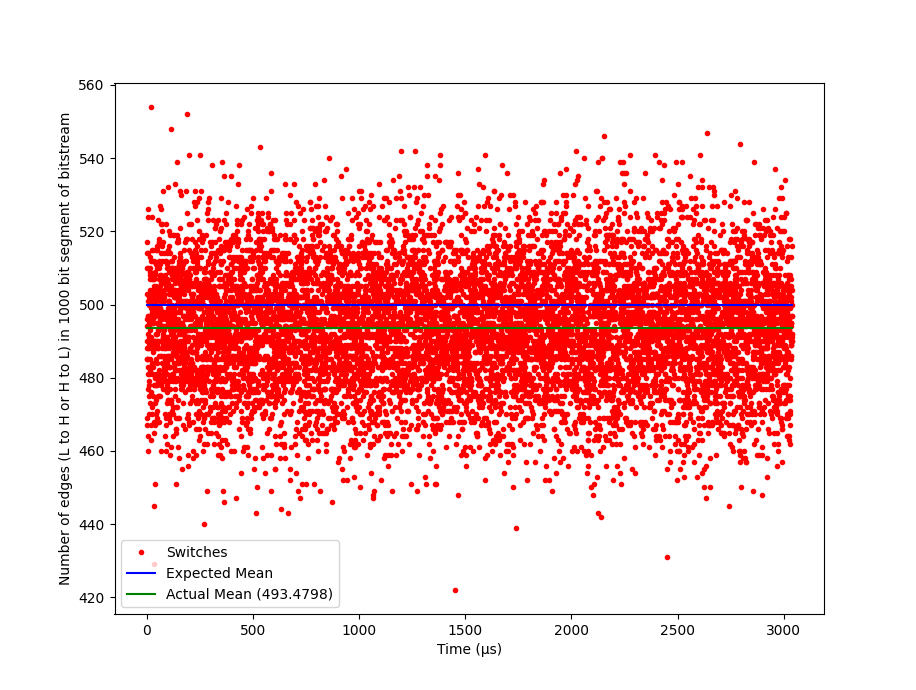 560
540
520
500
480
460
440
420
Number of edges (L to H or H to L) in 1000 bit segment of bitstream
Switches
Expected Mean
Actual Mean (493.4798)
0 500 1000 1500 2000 2500 3000
Time (µs)